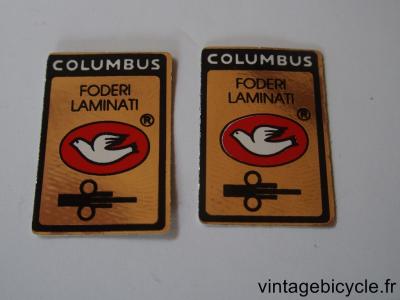 COLUMBUS
FODERI
LAMINATI
®
COLUMBUS
FODERI
LAMINATI
®
vintagebicycle.fr